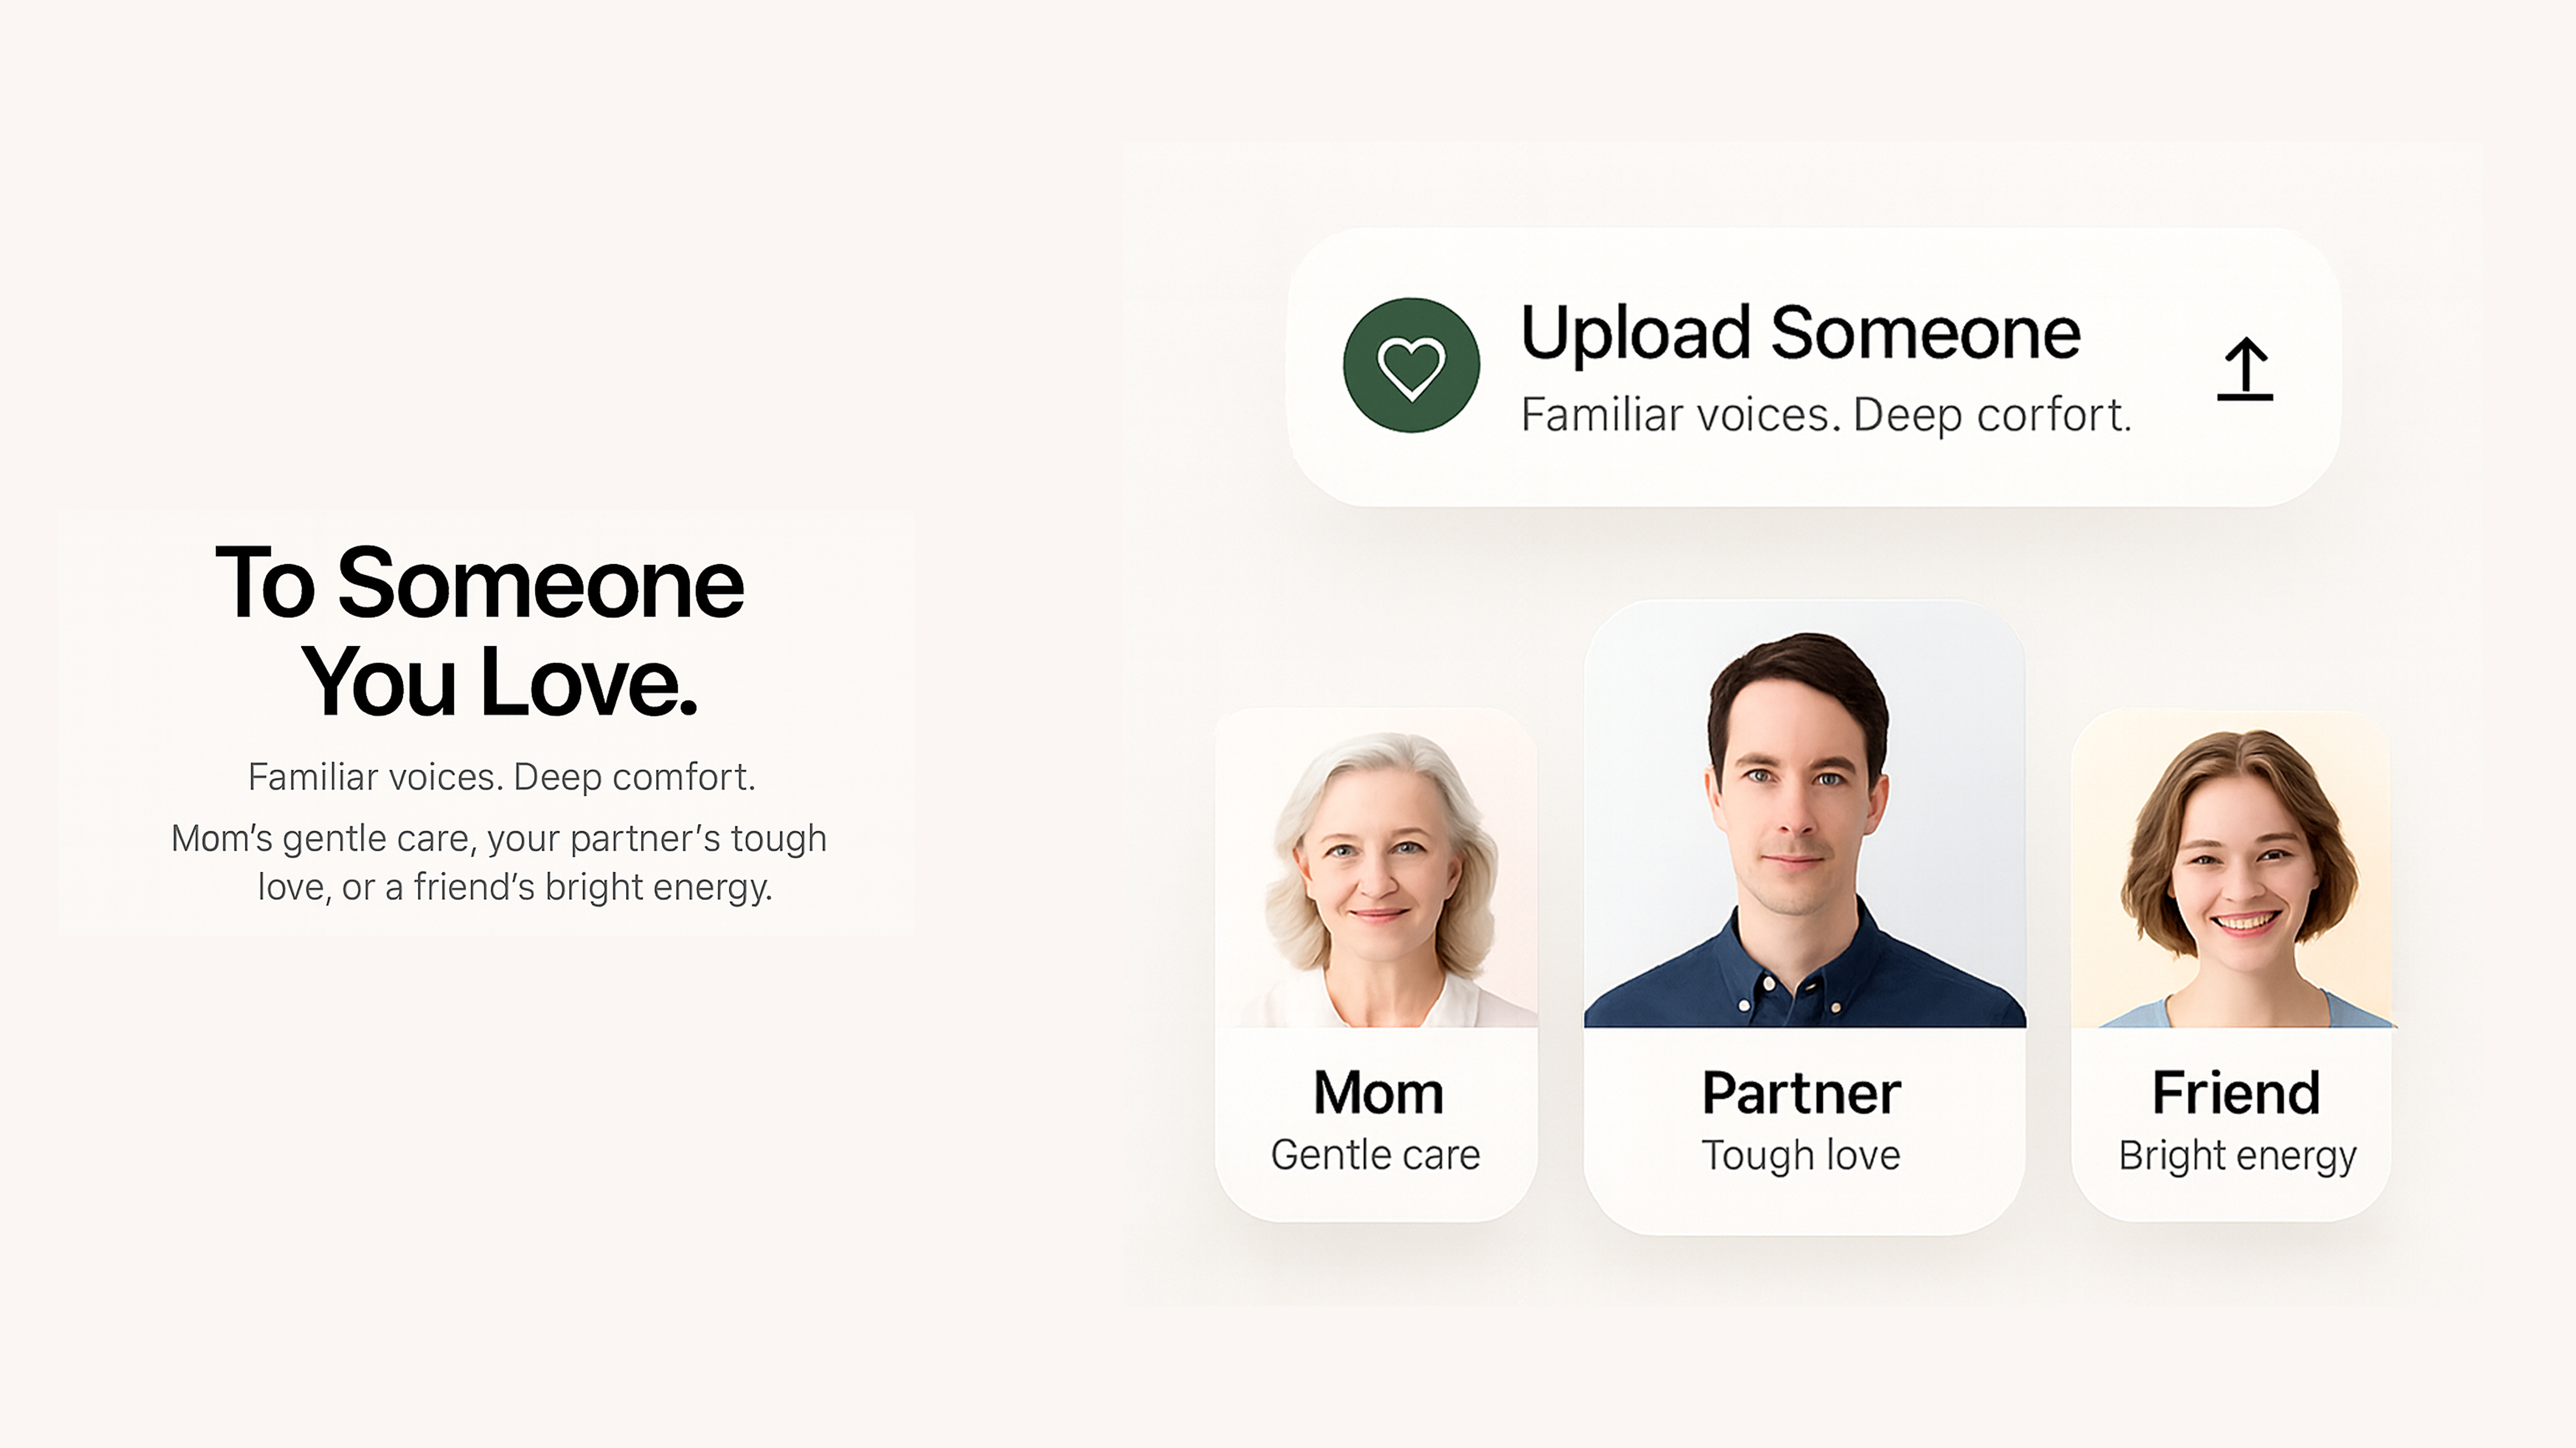 To Someone
You Love.
Familiar voices. Deep comfort.
Mom's gentle care, your partner's tough
love, or a friend's bright energy.
Upload Someone
Familiar voices. Deep corfort.
Mom
Gentle care
Partner
Tough love
Friend
Bright energy